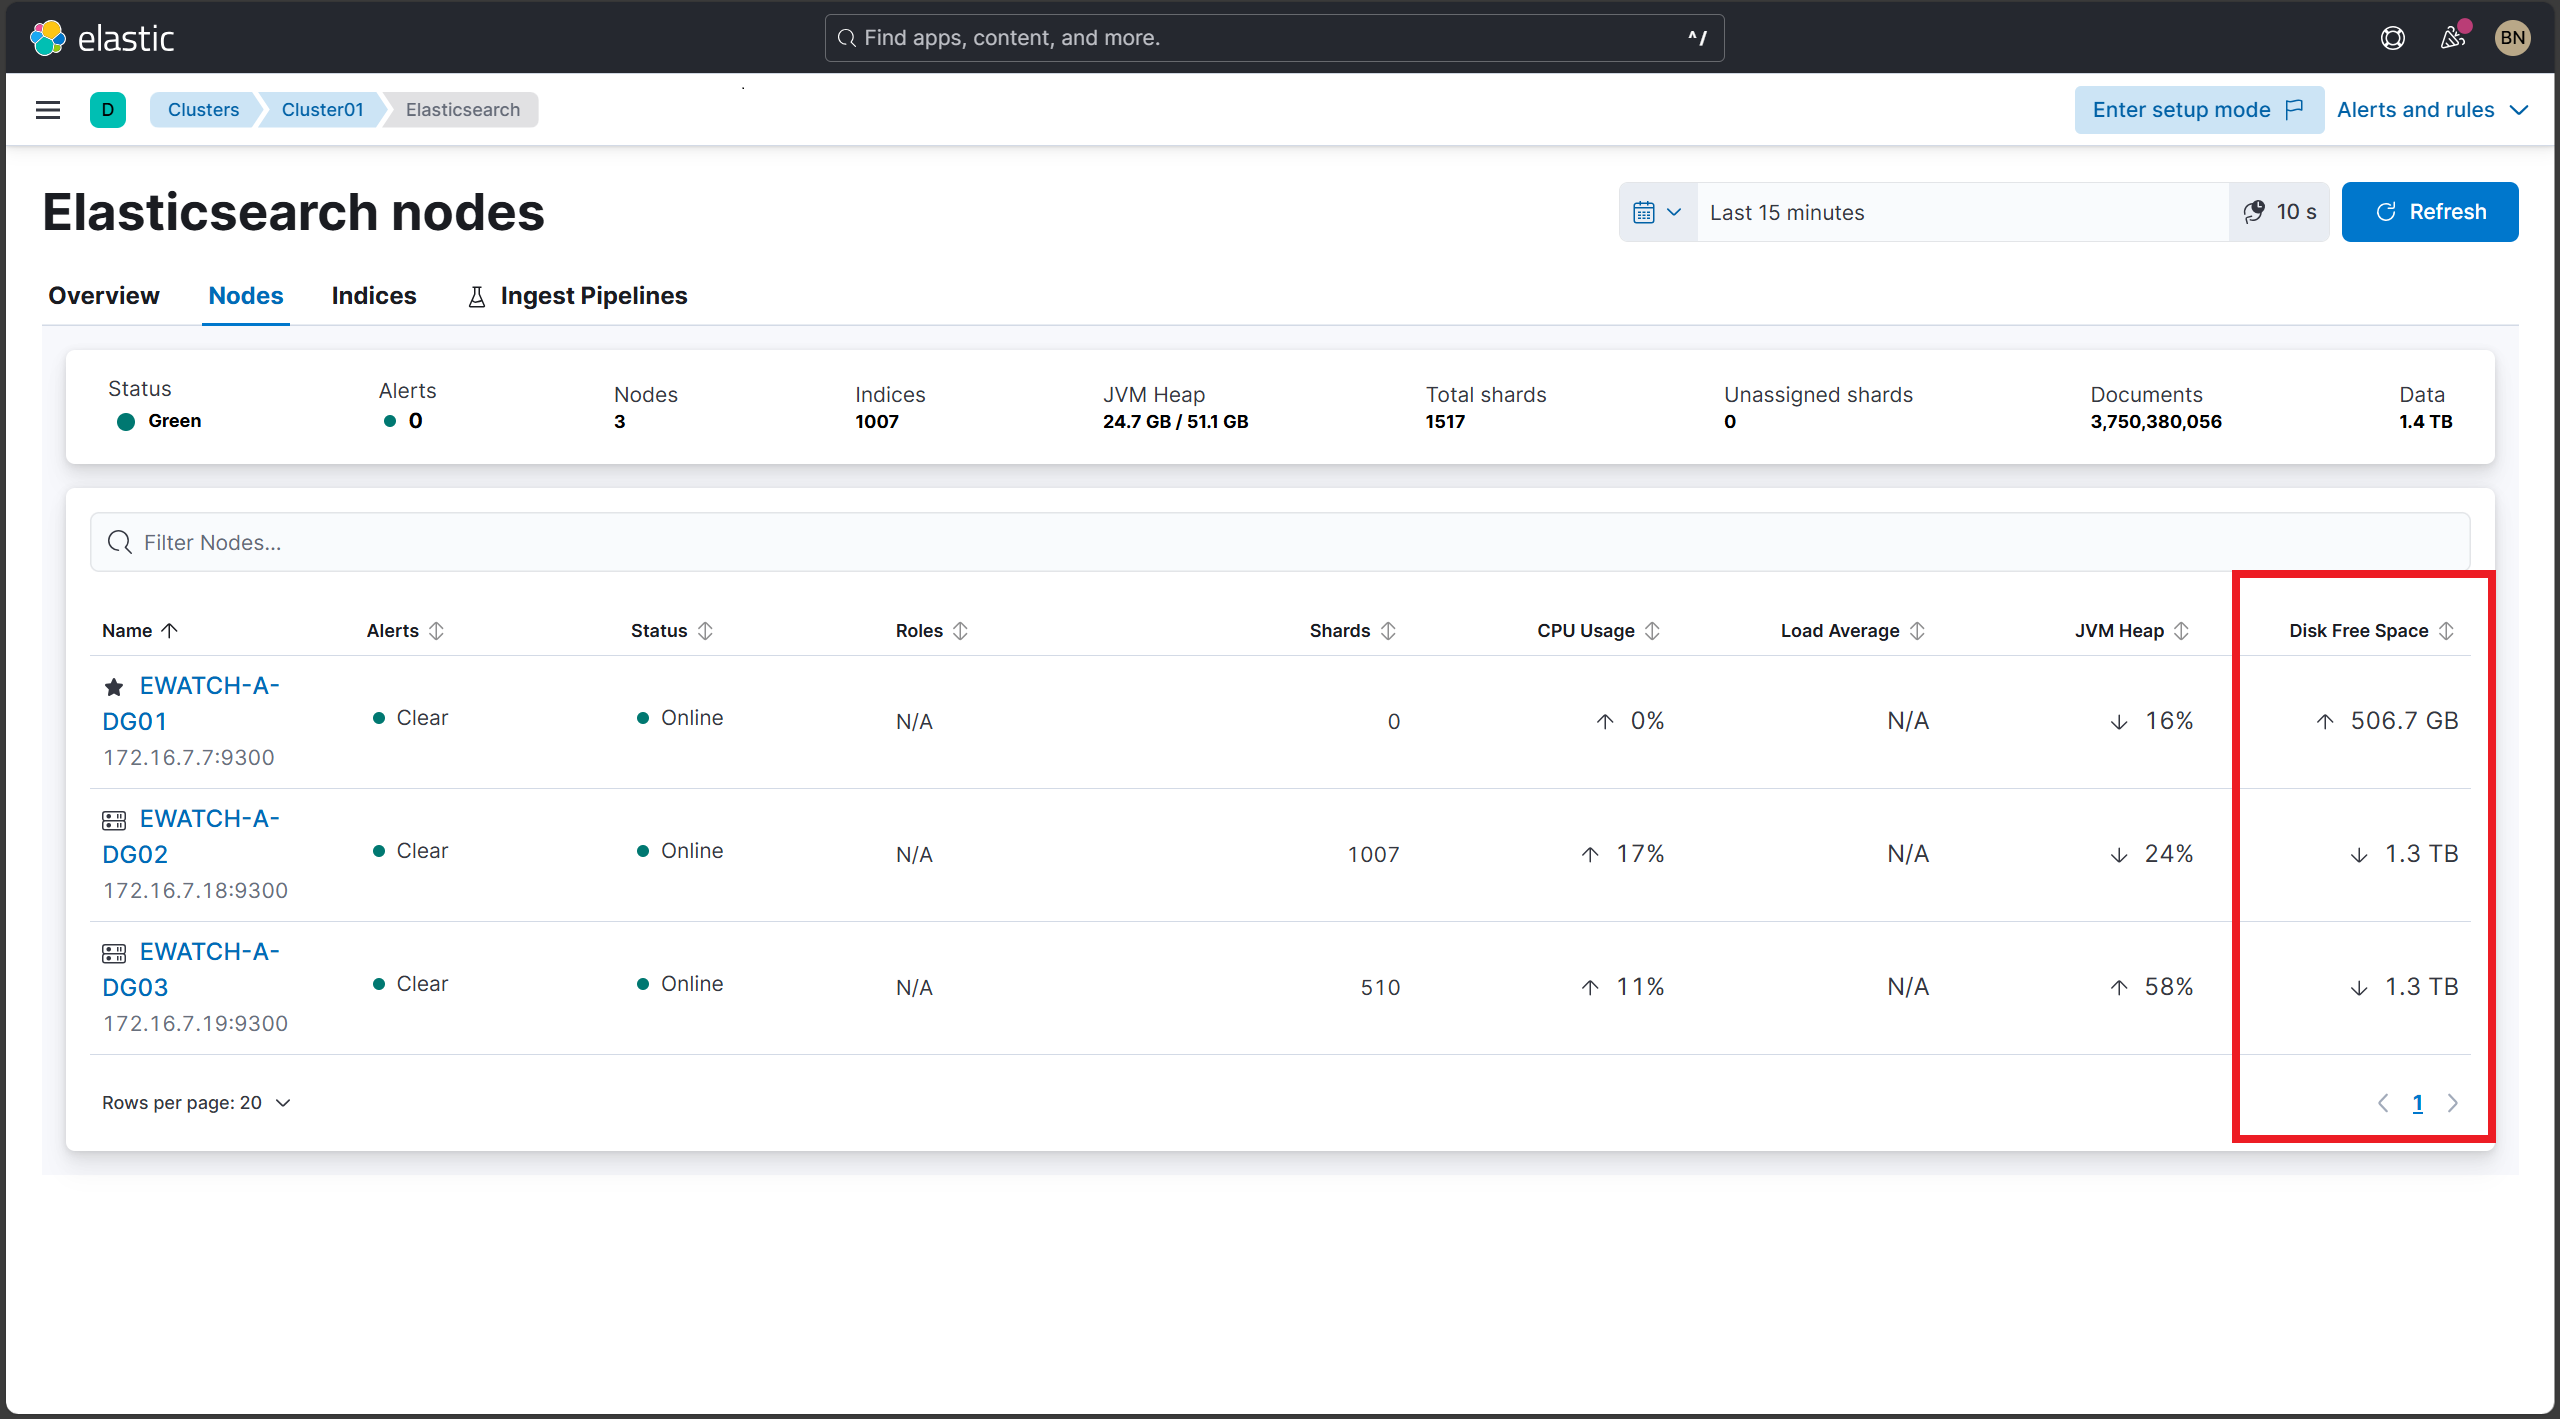 elastic
Find apps, content, and more.
^/
BN
D
Clusters
Cluster01
Elasticsearch
Enter setup mode
Alerts and rules
Elasticsearch nodes
Last 15 minutes
10 s
Refresh
Overview
Nodes
Indices
Ingest Pipelines
Status
Green
Alerts
0
Nodes
3
Indices
1007
JVM Heap
24.7 GB / 51.1 GB
Total shards
1517
Unassigned shards
0
Documents
3,750,380,056
Data
1.4 TB
Filter Nodes...
Name Alerts Status Roles Shards CPU Usage Load Average JVM Heap Disk Free Space
EWATCH-A-
DG01
172.16.7.7:9300
Clear
Online
N/A
0
0%
N/A
16%
506.7 GB
EWATCH-A-
DG02
172.16.7.18:9300
Clear
Online
N/A
1007
17%
N/A
24%
1.3 TB
EWATCH-A-
DG03
172.16.7.19:9300
Clear
Online
N/A
510
11%
N/A
58%
1.3 TB
Rows per page: 20
1